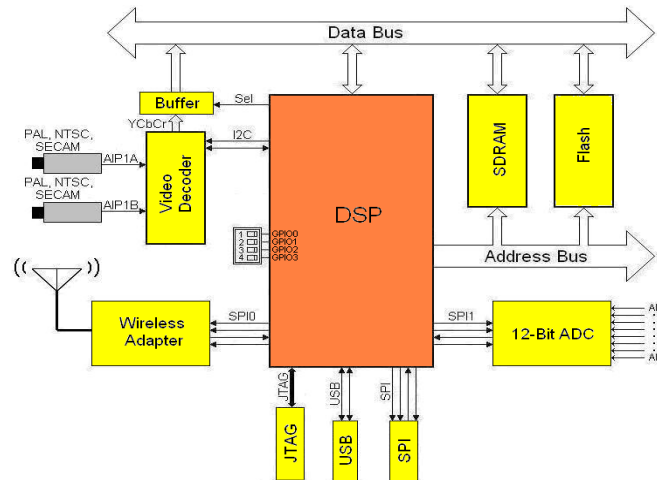 Data Bus
Buffer
Sel
YCbCr
I2C
PAL, NTSC,
SECAM
AIP1A
PAL, NTSC,
SECAM
AIP1B
Video
Decoder
DSP
SDRAM
Flash
1
2
3
4
GPIO0
GPIO1
GPIO2
GPIO3
Address Bus
Wireless
Adapter
SPI0
SPI1
12-Bit ADC
JTAG
USB
SPI
JTAG
USB
SPI